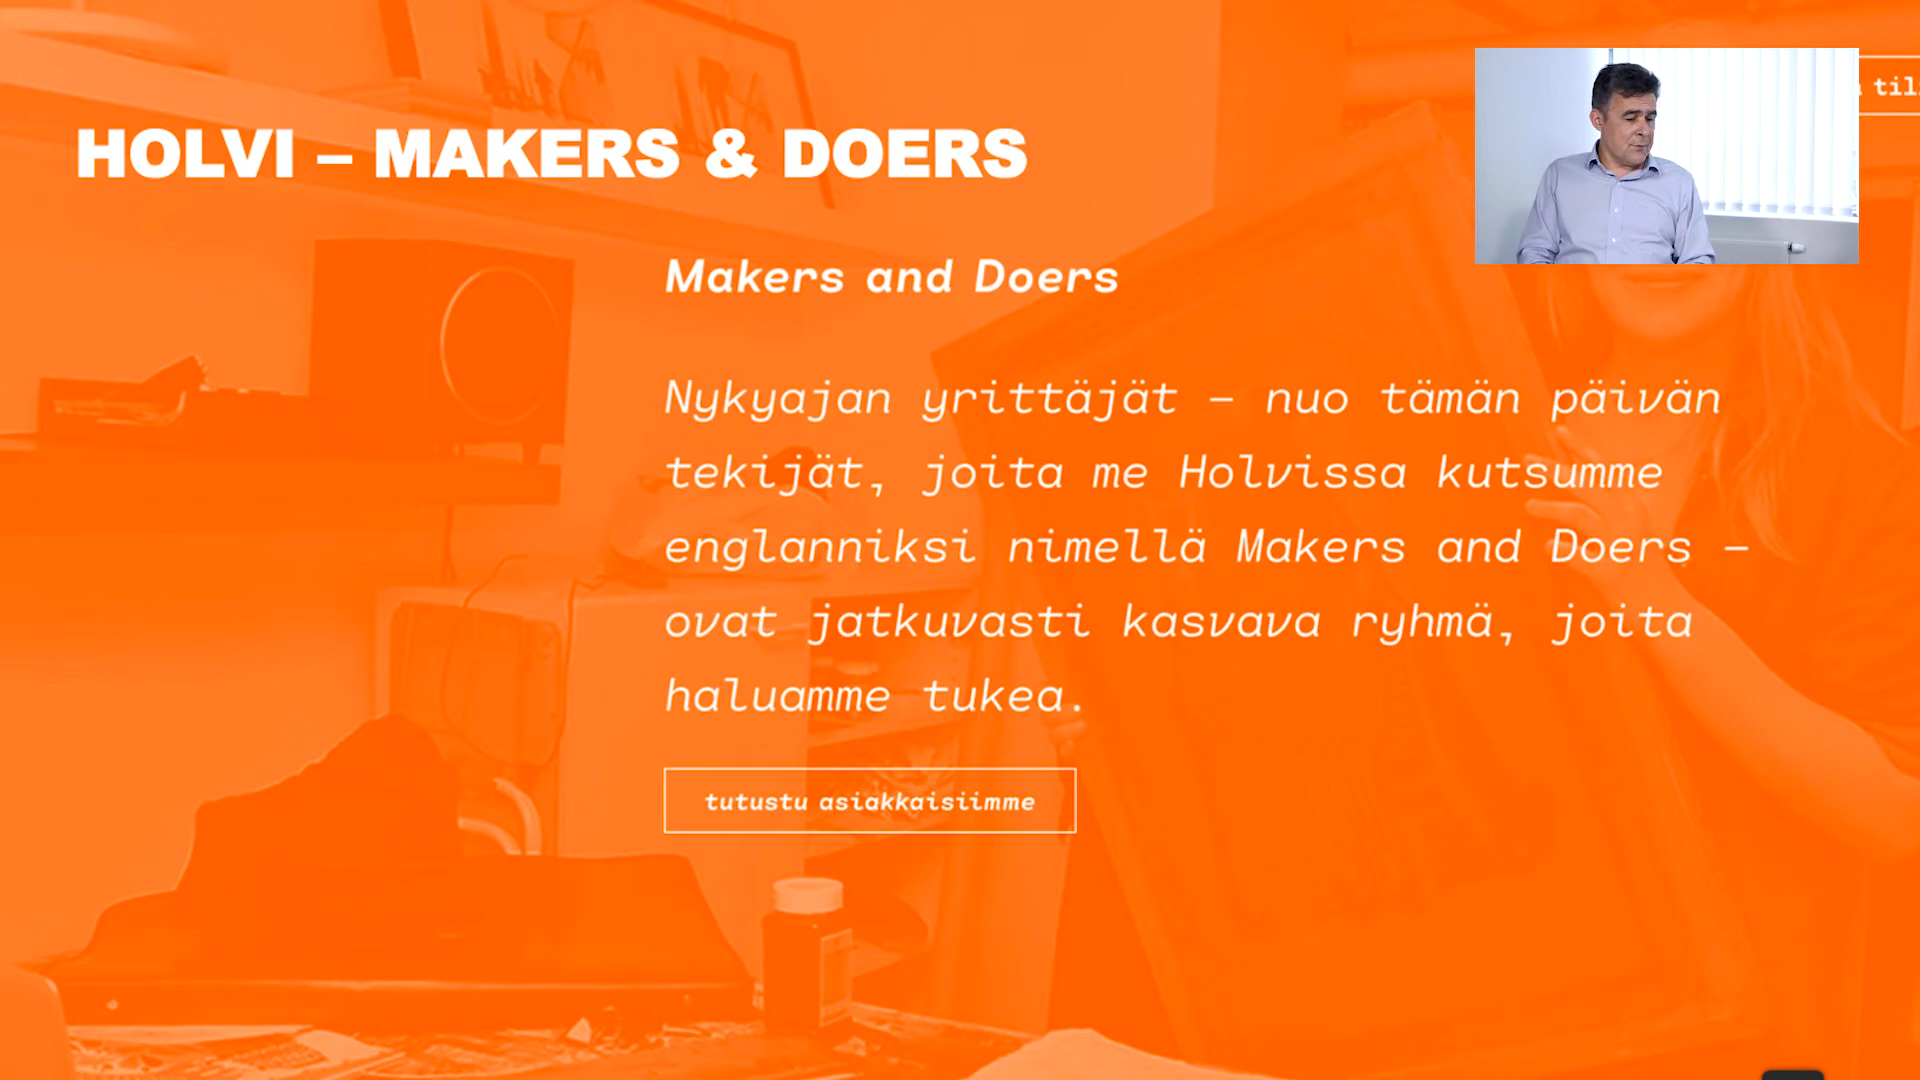 HOLVI – MAKERS & DOERS
Makers and Doers
Nykyajan yrittäjät – nuo tämän päivän
tekijät, joita me Holvissa kutsumme
englanniksi nimellä Makers and Doers –
ovat jatkuvasti kasvava ryhmä, joita
haluamme tukea.
tutustu asiakkaisiimme